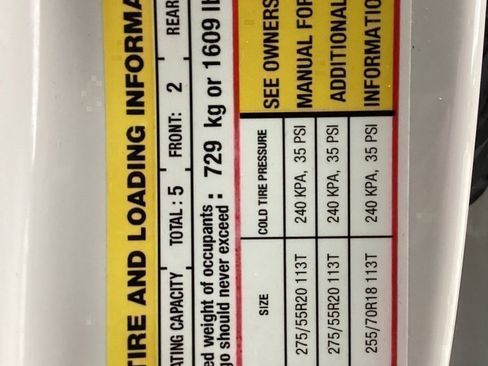 TIRE AND LOADING INFORMA
ATING CAPACITY TOTAL: 5 FRONT: 2 REAR
ed weight of occupants
go should never exceed : 729 kg or 1609 l
SIZE COLD TIRE PRESSURE SEE OWNERS
275/55R20 113T 240 KPA, 35 PSI MANUAL FOR
275/55R20 113T 240 KPA, 35 PSI ADDITIONAL
255/70R18 113T 240 KPA, 35 PSI INFORMATIO